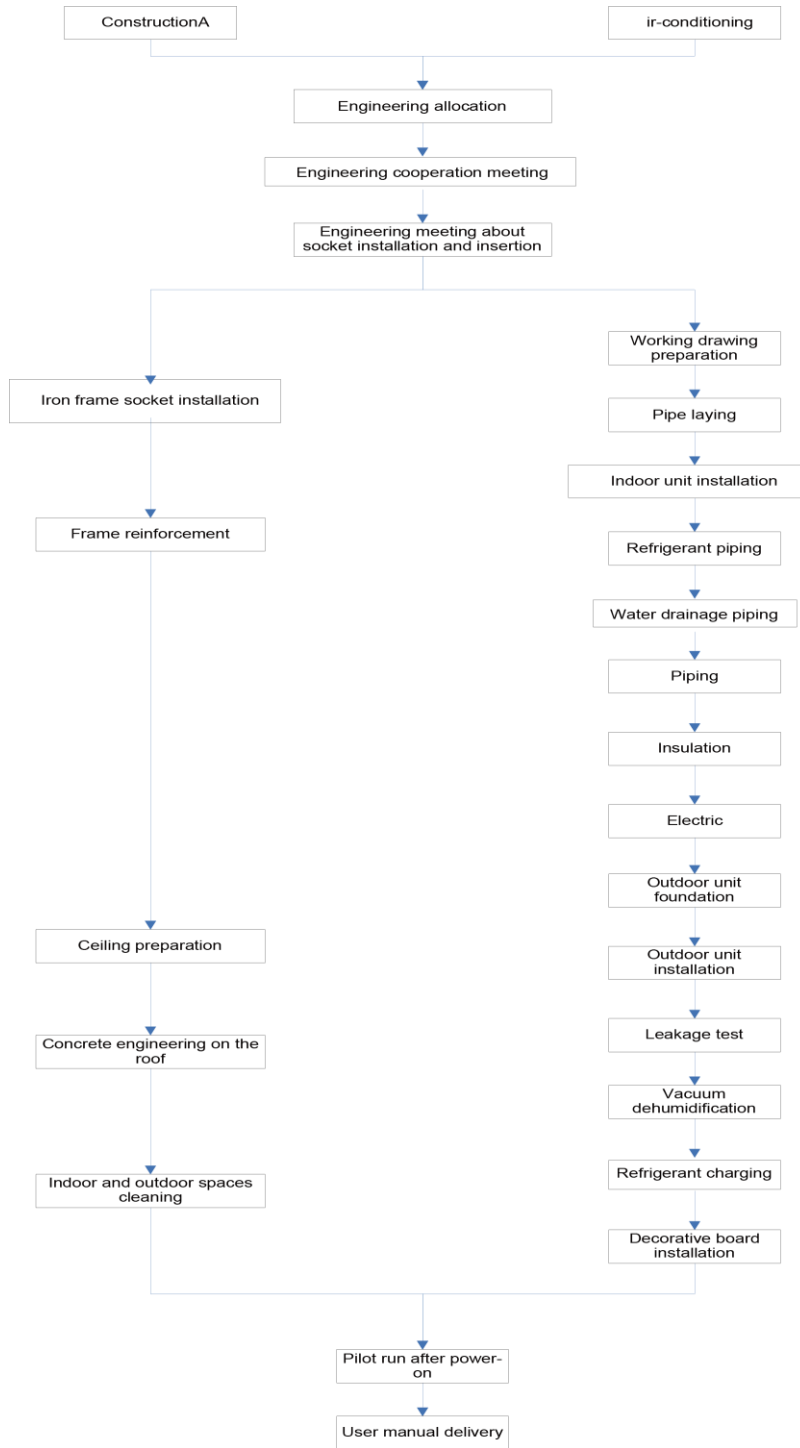 ConstructionA
ir-conditioning
Engineering allocation
Engineering cooperation meeting
Engineering meeting about
socket installation and insertion
Working drawing
preparation
Iron frame socket installation
Pipe laying
Indoor unit installation
Frame reinforcement
Refrigerant piping
Water drainage piping
Piping
Insulation
Electric
Outdoor unit
foundation
Ceiling preparation
Outdoor unit
installation
Concrete engineering on the
roof
Leakage test
Vacuum
dehumidification
Indoor and outdoor spaces
cleaning
Refrigerant charging
Decorative board
installation
Pilot run after power-
on
User manual delivery